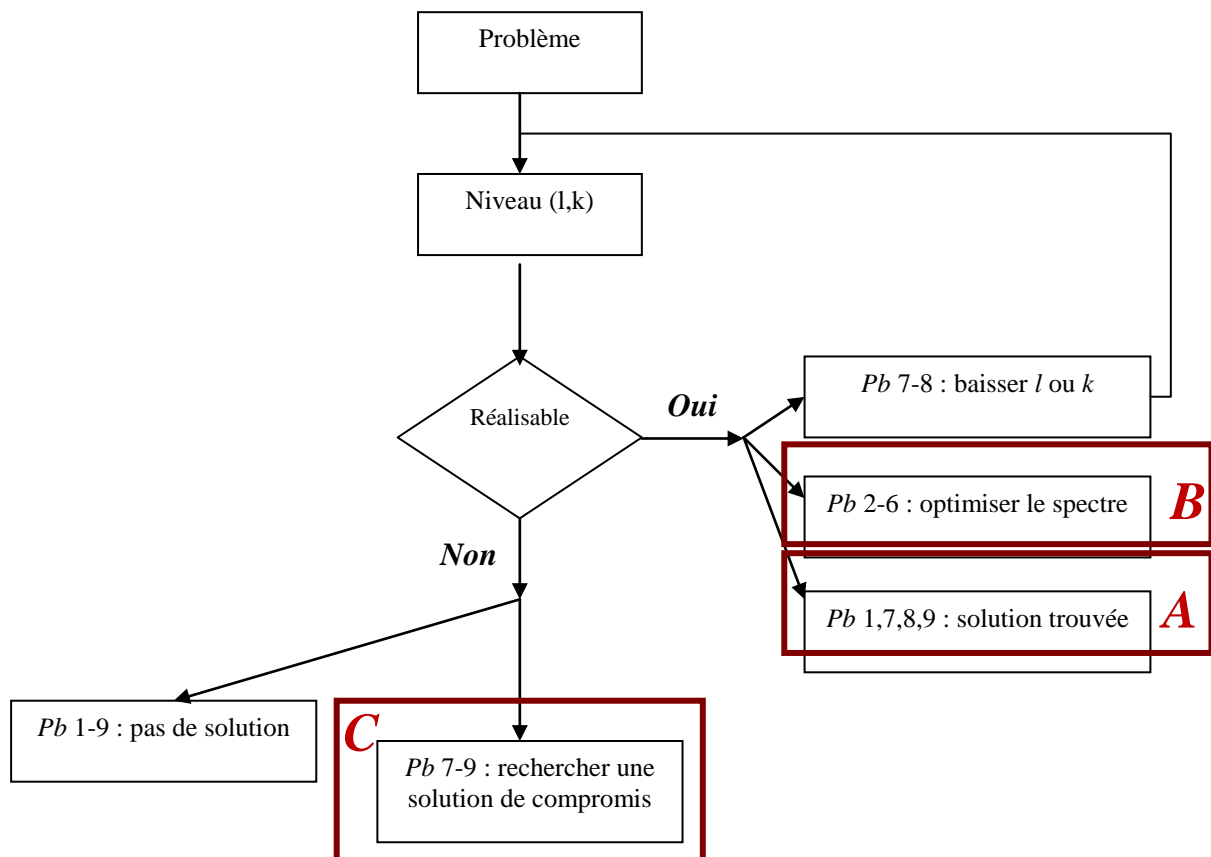 Problème
Niveau (l,k)
Réalisable
Oui
Non
Pb 7-8 : baisser l ou k
Pb 2-6 : optimiser le spectre
B
Pb 1,7,8,9 : solution trouvée
A
Pb 1-9 : pas de solution
C
Pb 7-9 : rechercher une
solution de compromis